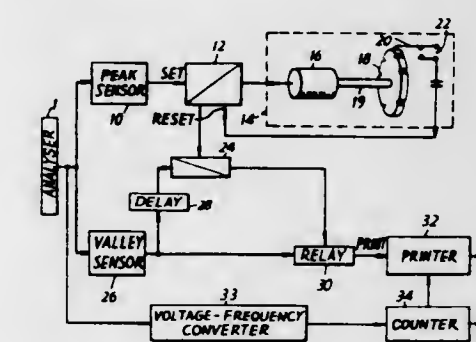 12
22
20
PEAK SENSOR
SET
16
18
10
19
RESET
14
1
ANALYSER
24
DELAY
28
32
VALLEY SENSOR
RELAY
PRINT
PRINTER
26
30
33
34
VOLTAGE-FREQUENCY CONVERTER
COUNTER